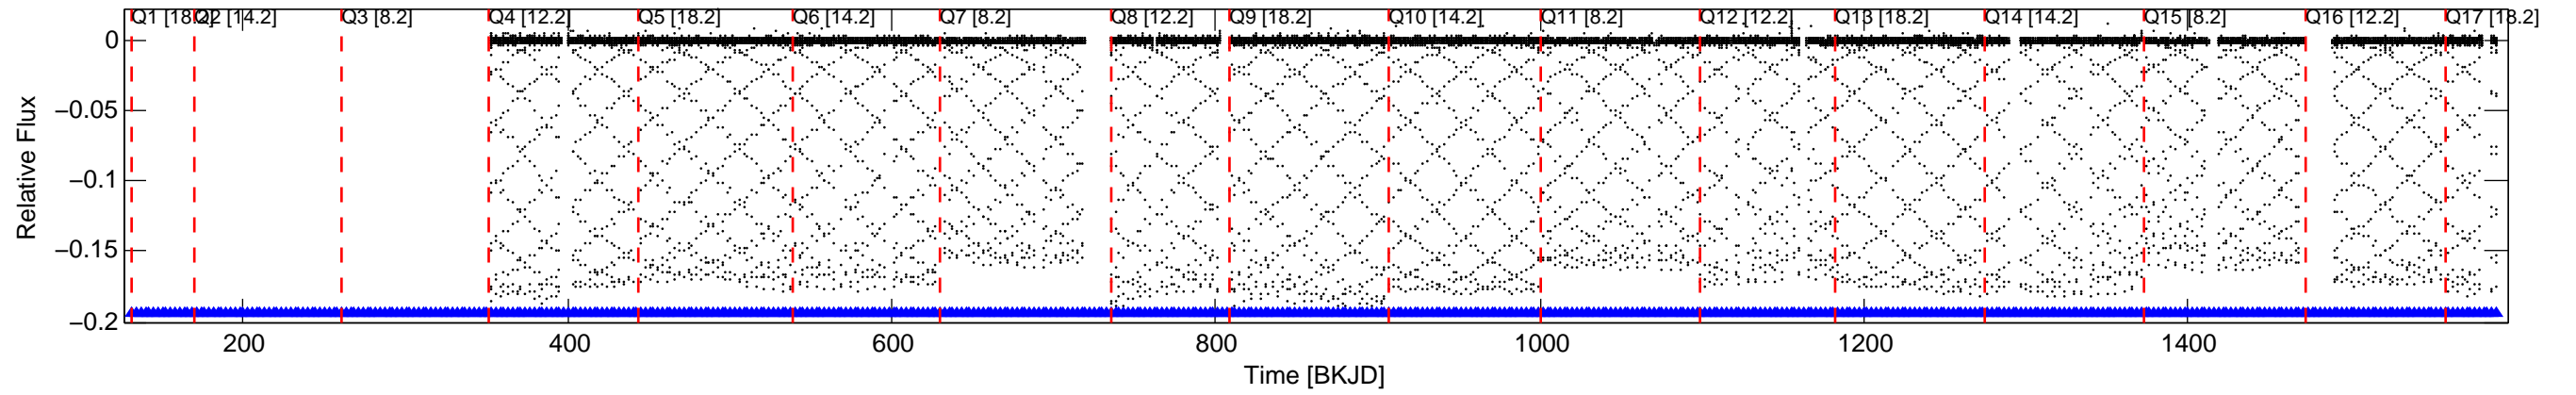 Q1 [18.2] Q2 [14.2] Q3 [8.2] Q4 [12.2] Q5 [18.2] Q6 [14.2] Q7 [8.2] Q8 [12.2] Q9 [18.2] Q10 [14.2] Q11 [8.2] Q12 [12.2] Q13 [18.2] Q14 [14.2] Q15 [8.2] Q16 [12.2] Q17 [18.2]
0
−0.05
−0.1
−0.15
−0.2
Relative Flux
200 400 600 800 1000 1200 1400
Time [BKJD]